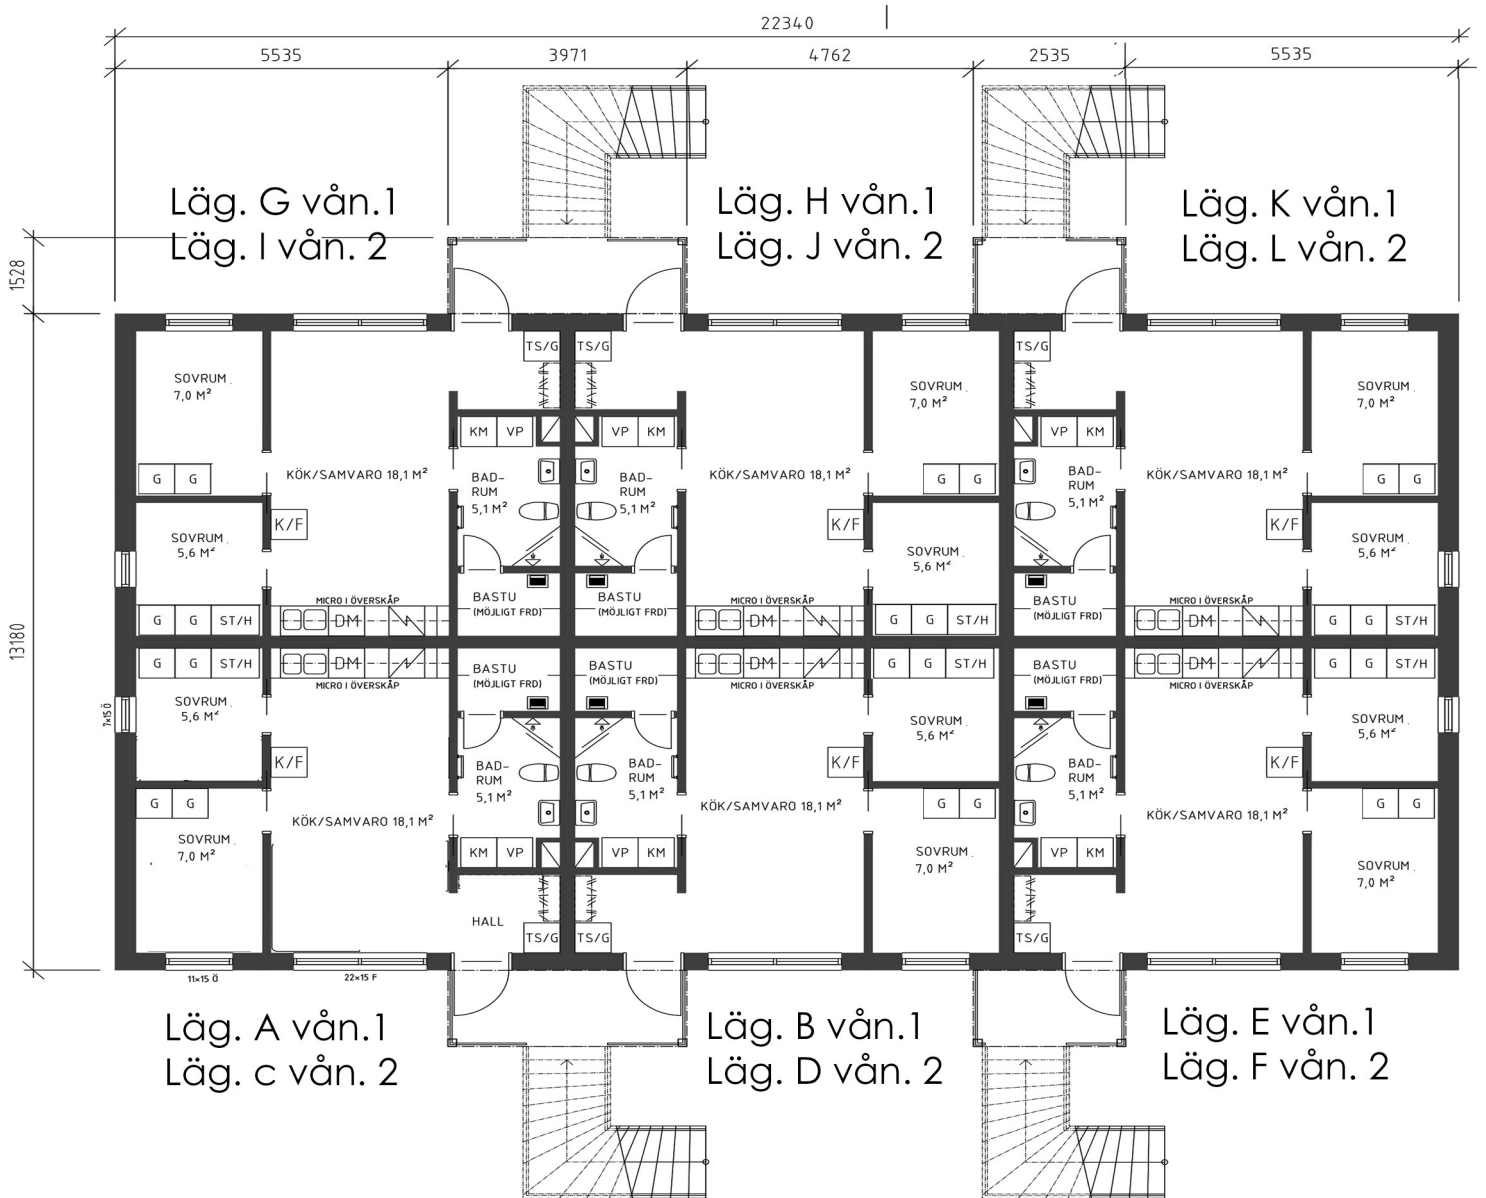 22340
5535 3971 4762 2535 5535
Läg. G vån.1
Läg. I vån. 2
Läg. H vån.1
Läg. J vån. 2
Läg. K vån.1
Läg. L vån. 2
1528
13180
TS/G TS/G TS/G
SOVRUM
7,0 M²
SOVRUM
7,0 M²
SOVRUM
7,0 M²
KM VP VP KM VP KM
G G
KÖK/SAMVARO 18,1 M²
BAD-
RUM
5,1 M²
BAD-
RUM
5,1 M²
KÖK/SAMVARO 18,1 M²
G G
BAD-
RUM
5,1 M²
KÖK/SAMVARO 18,1 M²
G G
K/F K/F K/F
SOVRUM
5,6 M²
SOVRUM
5,6 M²
SOVRUM
5,6 M²
BASTU
(MÖJLIGT FRD)
BASTU
(MÖJLIGT FRD)
BASTU
(MÖJLIGT FRD)
MICRO I ÖVERSKÅP MICRO I ÖVERSKÅP MICRO I ÖVERSKÅP
G G ST/H DM DM G G ST/H DM G G ST/H
G G ST/H DM DM G G ST/H DM G G ST/H
MICRO I ÖVERSKÅP MICRO I ÖVERSKÅP MICRO I ÖVERSKÅP
BASTU
(MÖJLIGT FRD)
BASTU
(MÖJLIGT FRD)
BASTU
(MÖJLIGT FRD)
7x15 Ö
SOVRUM
5,6 M²
SOVRUM
5,6 M²
SOVRUM
5,6 M²
K/F K/F K/F
BAD-
RUM
5,1 M²
BAD-
RUM
5,1 M²
BAD-
RUM
5,1 M²
G G G G G G
KÖK/SAMVARO 18,1 M²
KÖK/SAMVARO 18,1 M²
KÖK/SAMVARO 18,1 M²
SOVRUM
7,0 M²
KM VP VP KM VP KM
SOVRUM
7,0 M²
SOVRUM
7,0 M²
HALL
TS/G TS/G TS/G
11x15 Ö
22x15 F
Läg. A vån.1
Läg. c vån. 2
Läg. B vån.1
Läg. D vån. 2
Läg. E vån.1
Läg. F vån. 2